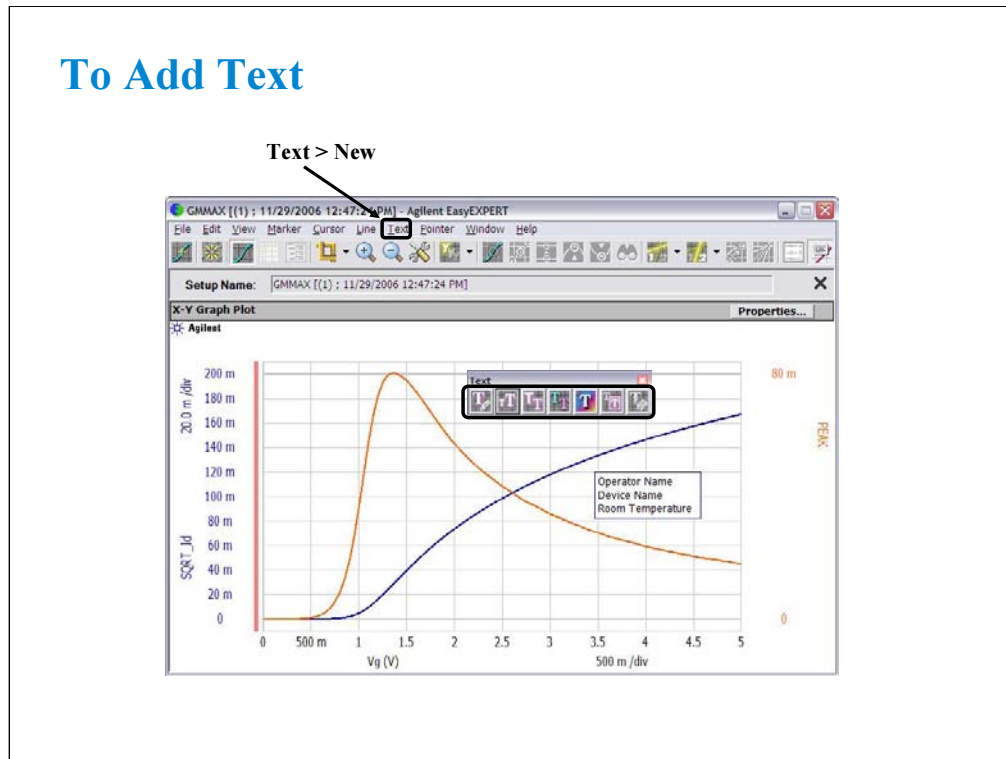 To Add Text
Text > New
GMMAX [(1) ; 11/29/2006 12:47:24 PM] - Agilent EasyEXPERT
File Edit View Marker Cursor Line Text Pointer Window Help
Setup Name: GMMAX [(1) ; 11/29/2006 12:47:24 PM]
X-Y Graph Plot Properties...
Agilent
Text
20.0 m /div
SQRT_Id
200 m
180 m
160 m
140 m
120 m
100 m
80 m
60 m
40 m
20 m
0
80 m
PEAK
0
Operator Name
Device Name
Room Temperature
0 500 m 1 1.5 2 2.5 3 3.5 4 4.5 5
Vg (V) 500 m /div